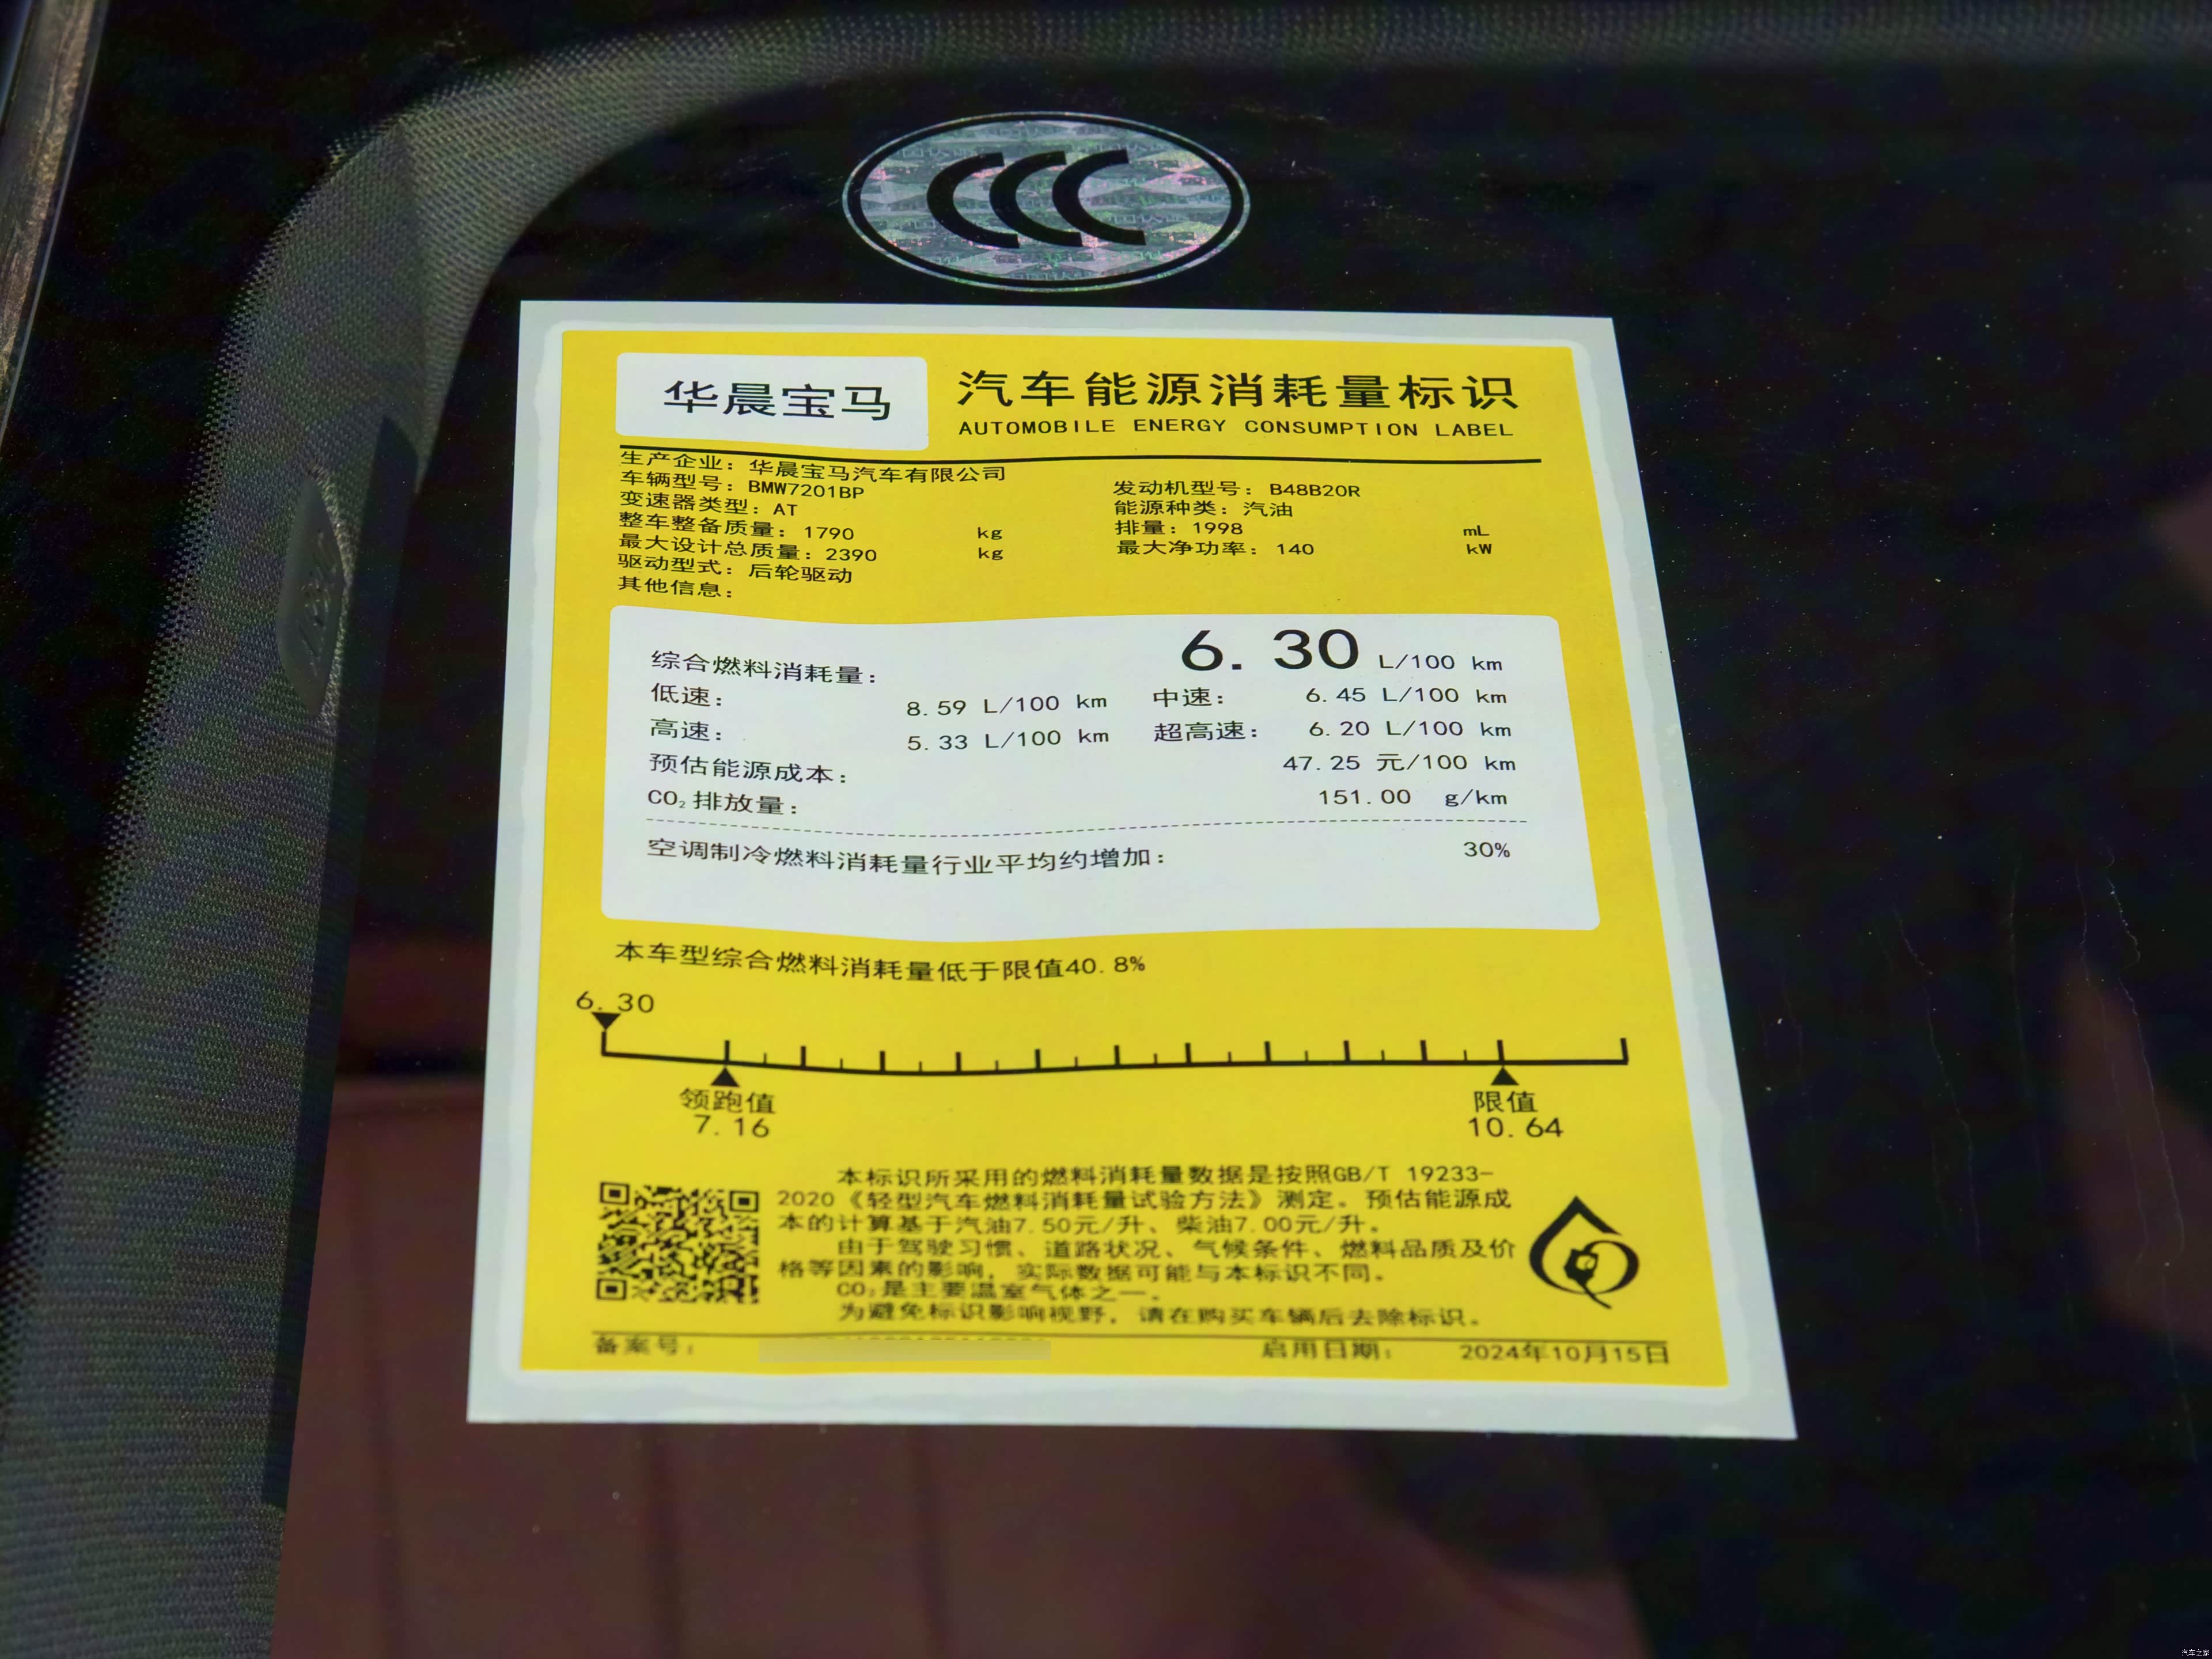 CCC
华晨宝马
汽车能源消耗量标识
AUTOMOBILE ENERGY CONSUMPTION LABEL
生产企业：华晨宝马汽车有限公司
车辆型号：BMW7201BP 发动机型号：B48B20R
变速器类型：AT 能源种类：汽油
整车整备质量：1790 kg 排量：1998 mL
最大设计总质量：2390 kg 最大净功率：140 kW
驱动型式：后轮驱动
其他信息：
综合燃料消耗量： 6.30 L/100 km
低速： 8.59 L/100 km 中速： 6.45 L/100 km
高速： 5.33 L/100 km 超高速： 6.20 L/100 km
预估能源成本： 47.25 元/100 km
CO₂排放量： 151.00 g/km
空调制冷燃料消耗量行业平均约增加： 30%
本车型综合燃料消耗量低于限值40.8%
6.30
领跑值 限值
7.16 10.64
本标识所采用的燃料消耗量数据是按照GB/T 19233-
2020《轻型汽车燃料消耗量试验方法》测定。预估能源成
本的计算基于汽油7.50元/升、柴油7.00元/升。
由于驾驶习惯、道路状况、气候条件、燃料品质及价
格等因素的影响，实际数据可能与本标识不同。
CO₂是主要温室气体之一。
为避免标识影响视野，请在购买车辆后去除标识。
备案号： 启用日期： 2024年10月15日
汽车之家